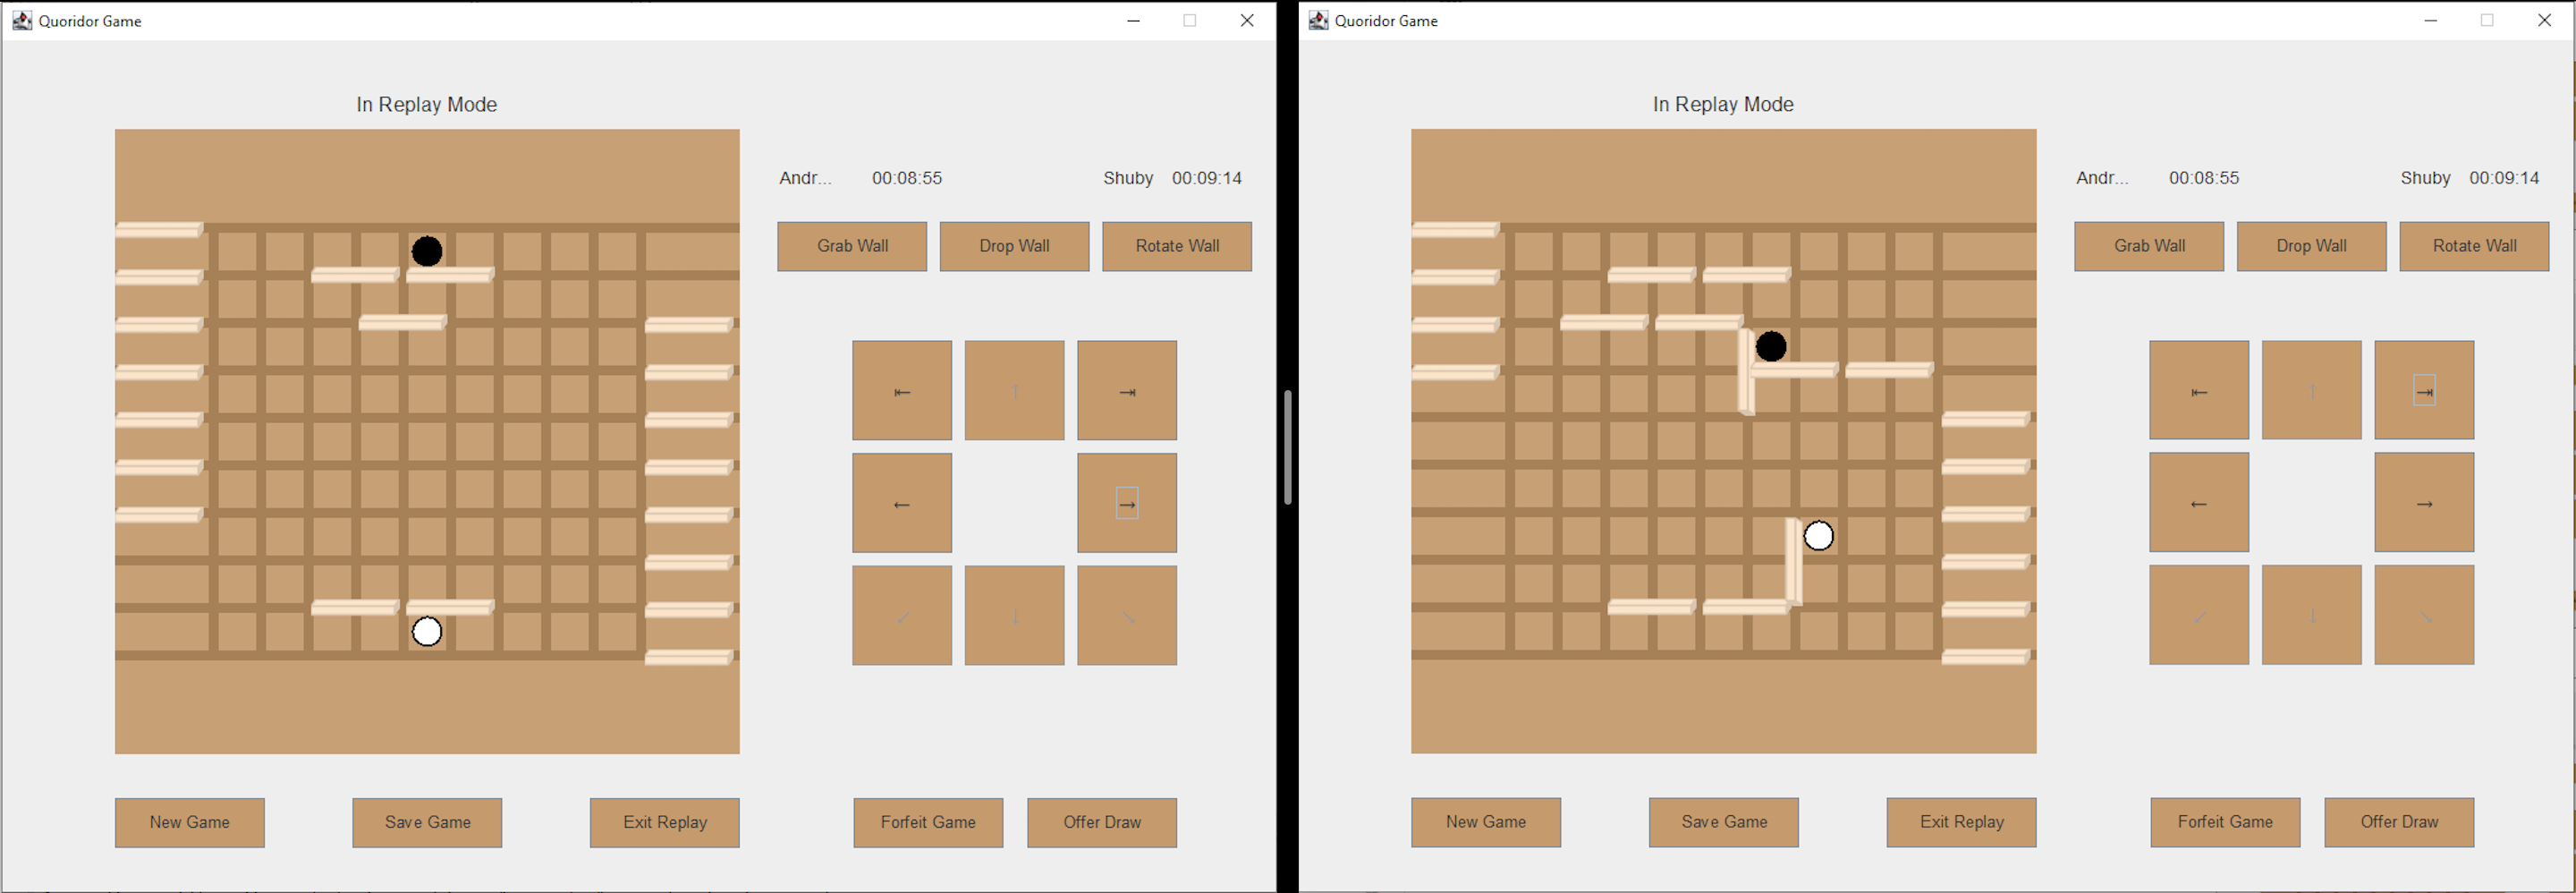 Quoridor Game
In Replay Mode
Andr... 00:08:55 Shuby 00:09:14
Grab Wall Drop Wall Rotate Wall
⇤ ↑ ⇥
← →
↙ ↓ ↘
New Game Save Game Exit Replay Forfeit Game Offer Draw
Quoridor Game
In Replay Mode
Andr... 00:08:55 Shuby 00:09:14
Grab Wall Drop Wall Rotate Wall
⇤ ↑ ⇥
← →
↙ ↓ ↘
New Game Save Game Exit Replay Forfeit Game Offer Draw